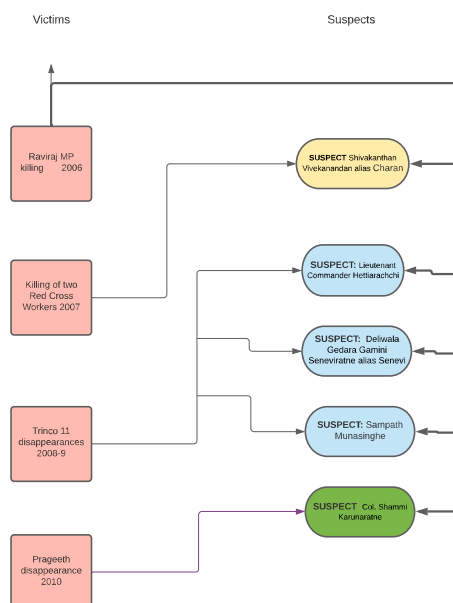 Victims
Suspects
Raviraj MP
killing 2006
SUSPECT Shivakanthan
Vivekanandan alias Charan
Killing of two
Red Cross
Workers 2007
SUSPECT: Lieutenant
Commander Hettiarachchi
SUSPECT: Deliwala
Gedara Gamini
Seneviratne alias Senevi
Trinco 11
disappearances
2008-9
SUSPECT: Sampath
Munasinghe
SUSPECT Col. Shammi
Karunaratne
Prageeth
disappearance
2010